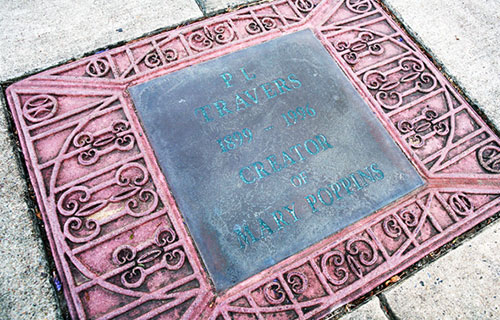 P L
TRAVERS
1899 - 1996
CREATOR
OF
MARY POPPINS